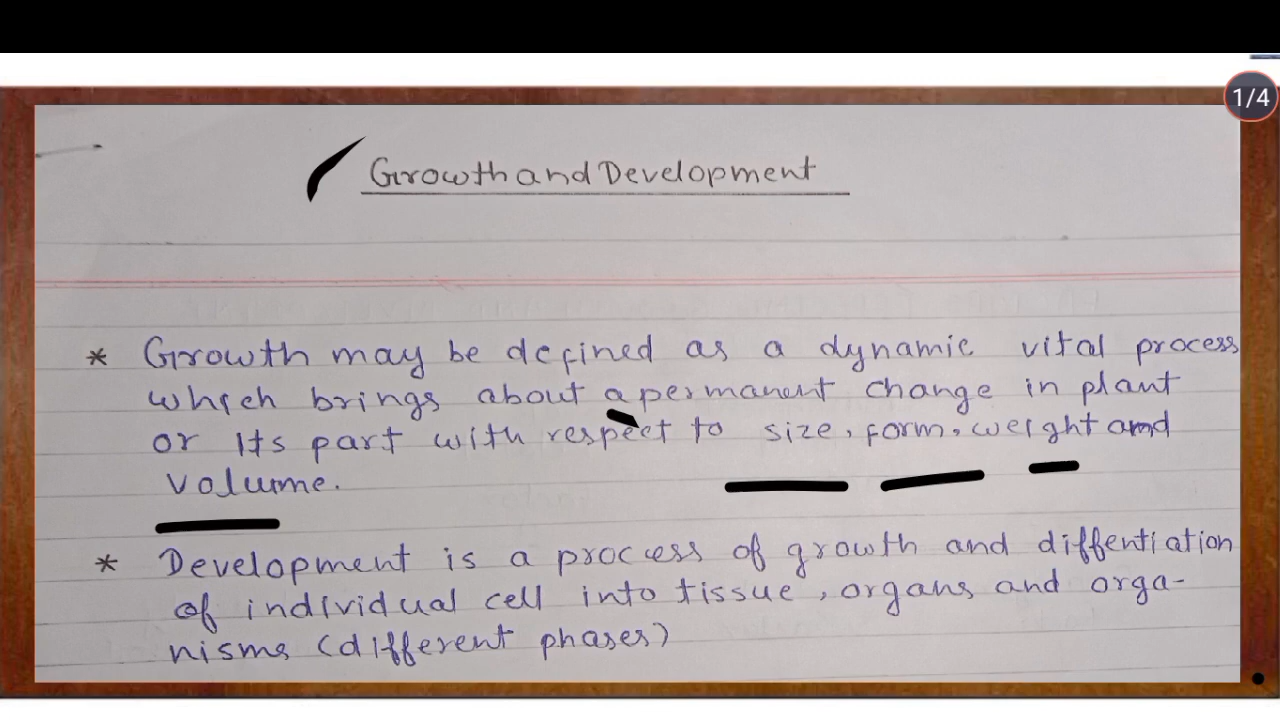 1/4
Growth and Development
* Growth may be defined as a dynamic vital process
which brings about a permanent change in plant
or its part with respect to size, form, weight and
volume.
* Development is a process of growth and diffentiation
of individual cell into tissue, organs and orga-
nisms (different phases)